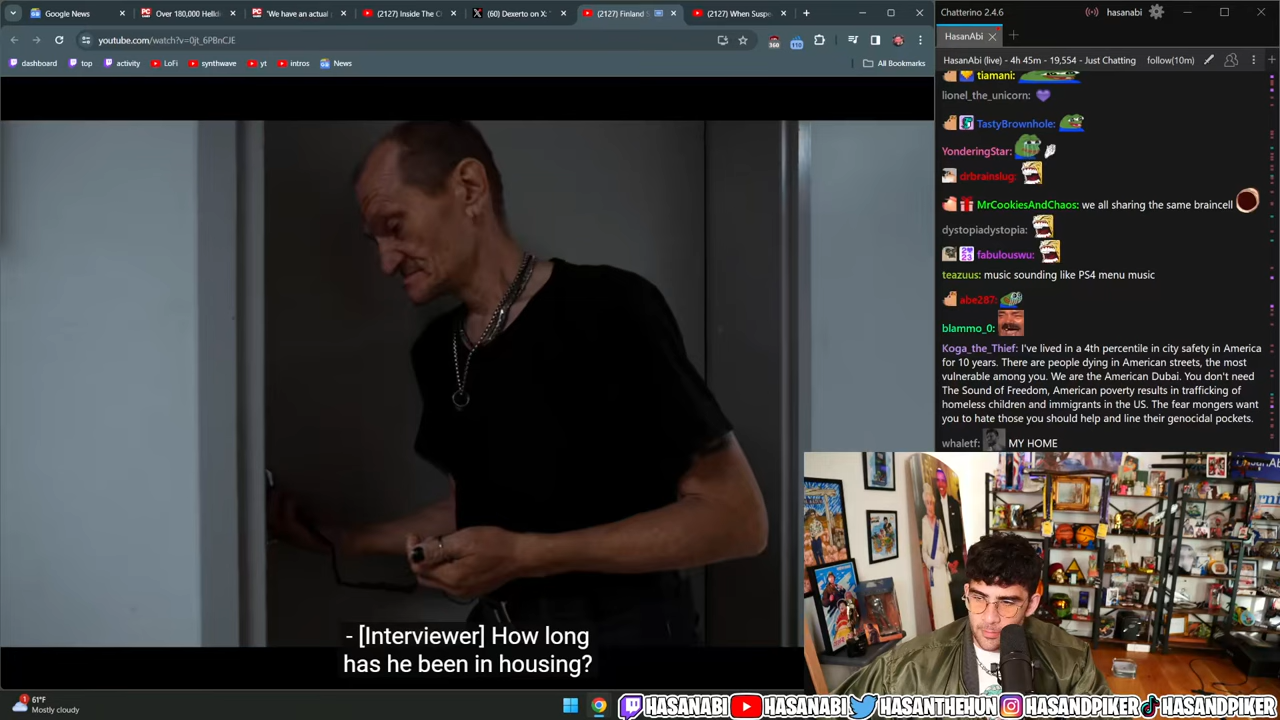 Google News
Over 180,000 Helld
"We have an actual
(2127) Inside The C
(60) Dexerto on X:
(2127) Finland S
(2127) When Suspe
youtube.com/watch?v=0jt_6PBnCJE
360
110
dashboard
top
activity
LoFi
synthwave
yt
intros
News
All Bookmarks
Chatterino 2.4.6
hasanabi
HasanAbi
HasanAbi (live) - 4h 45m - 19,554 - Just Chatting
follow(10m)
tiamani:
lionel_the_unicorn:
TastyBrownhole:
YonderingStar:
drbrainslug:
MrCookiesAndChaos: we all sharing the same braincell
dystopiadystopia:
fabulouswu:
teazuus: music sounding like PS4 menu music
abe287:
blammo_0:
Koga_the_Thief: I've lived in a 4th percentile in city safety in America
for 10 years. There are people dying in American streets, the most
vulnerable among you. We are the American Dubai. You don't need
The Sound of Freedom, American poverty results in trafficking of
homeless children and immigrants in the US. The fear mongers want
you to hate those you should help and line their genocidal pockets.
whaletf: MY HOME
- [Interviewer] How long
has he been in housing?
1
61°F
Mostly cloudy
HASANABI
HASANABI
HASANTHEHUN
HASANDPIKER
HASANDPIKER